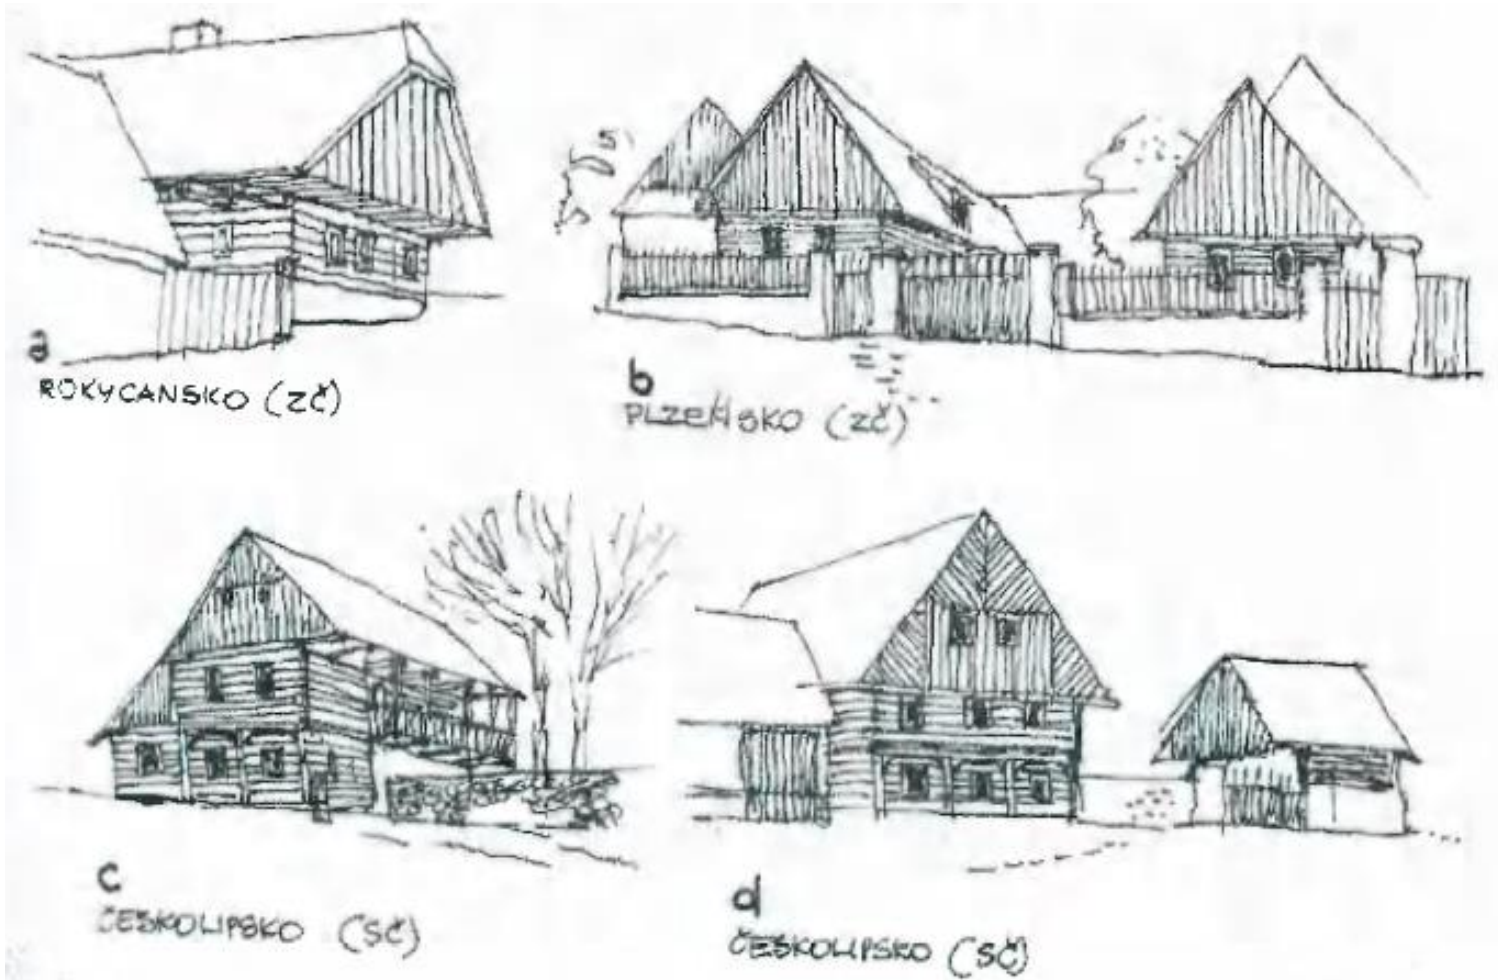 a
ROKYCANSKO (ZČ)
b
PLZEŇSKO (ZČ)
c
ČESKOLIPSKO (SČ)
d
ČESKOLIPSKO (SČ)